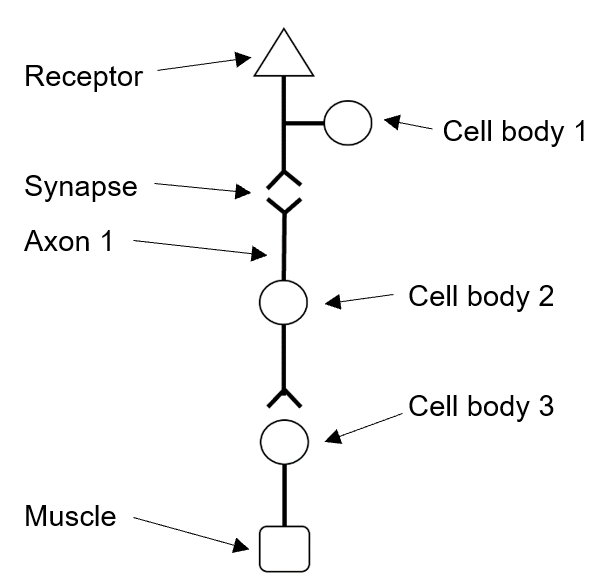 Receptor
Cell body 1
Synapse
Axon 1
Cell body 2
Cell body 3
Muscle